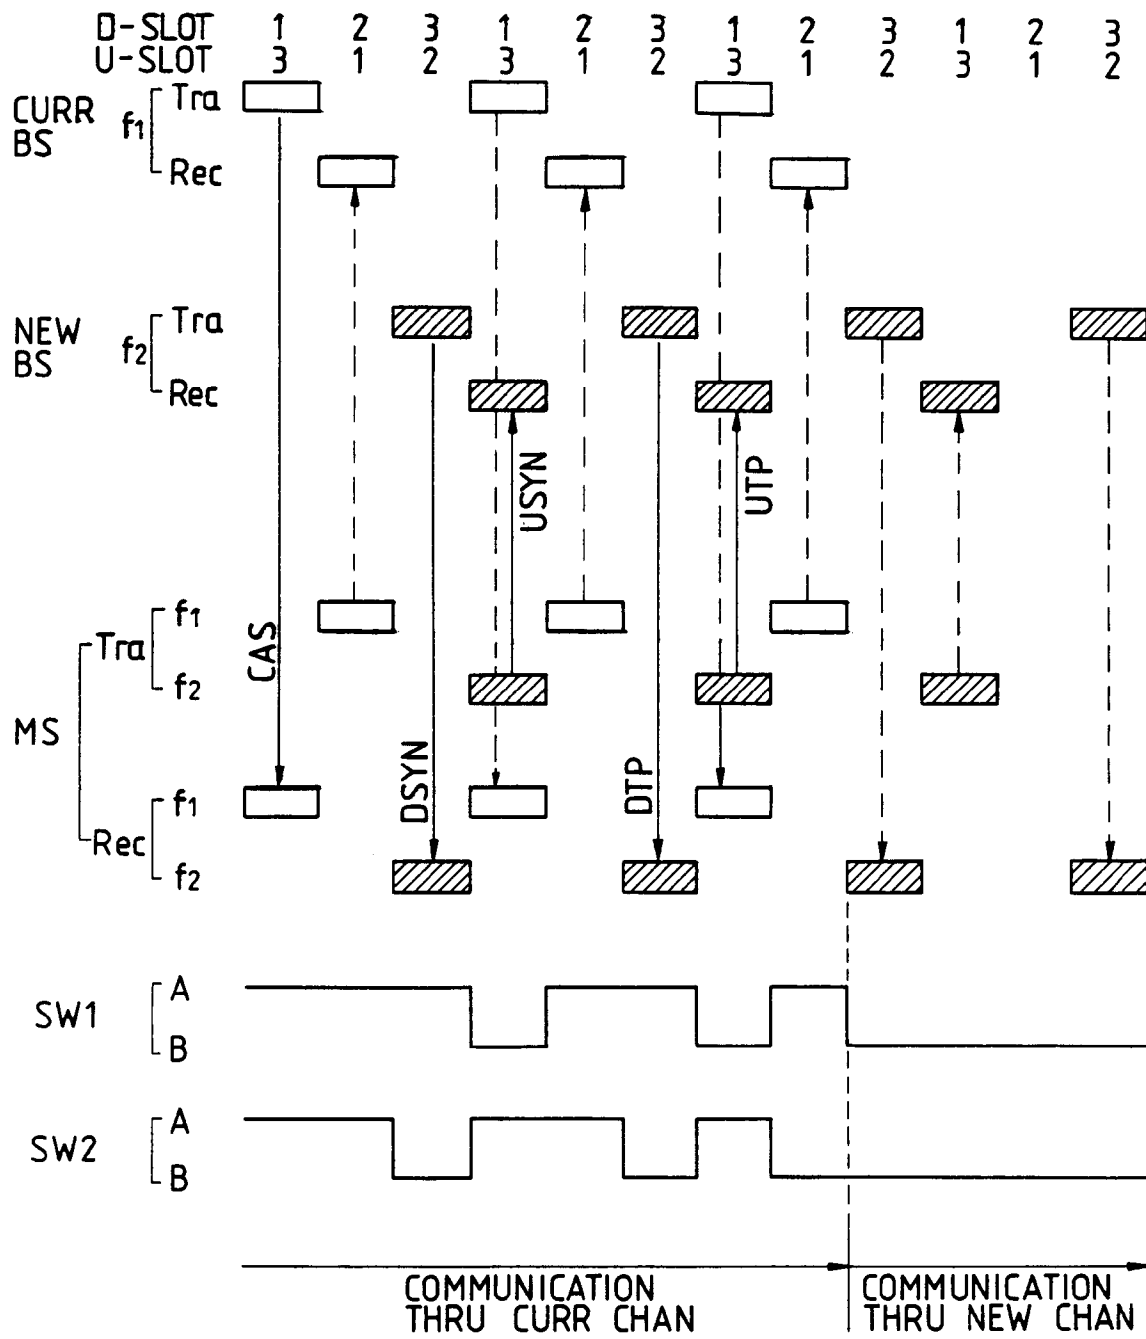 D-SLOT 1 2 3 1 2 3 1 2 3 1 2 3
U-SLOT 3 1 2 3 1 2 3 1 2 3 1 2
CURR BS f1 Tra
Rec
NEW BS f2 Tra
Rec
USYN
UTP
CAS
MS
Tra f1
f2
DSYN
DTP
Rec f1
f2
SW1 A
B
SW2 A
B
COMMUNICATION
THRU CURR CHAN
COMMUNICATION
THRU NEW CHAN